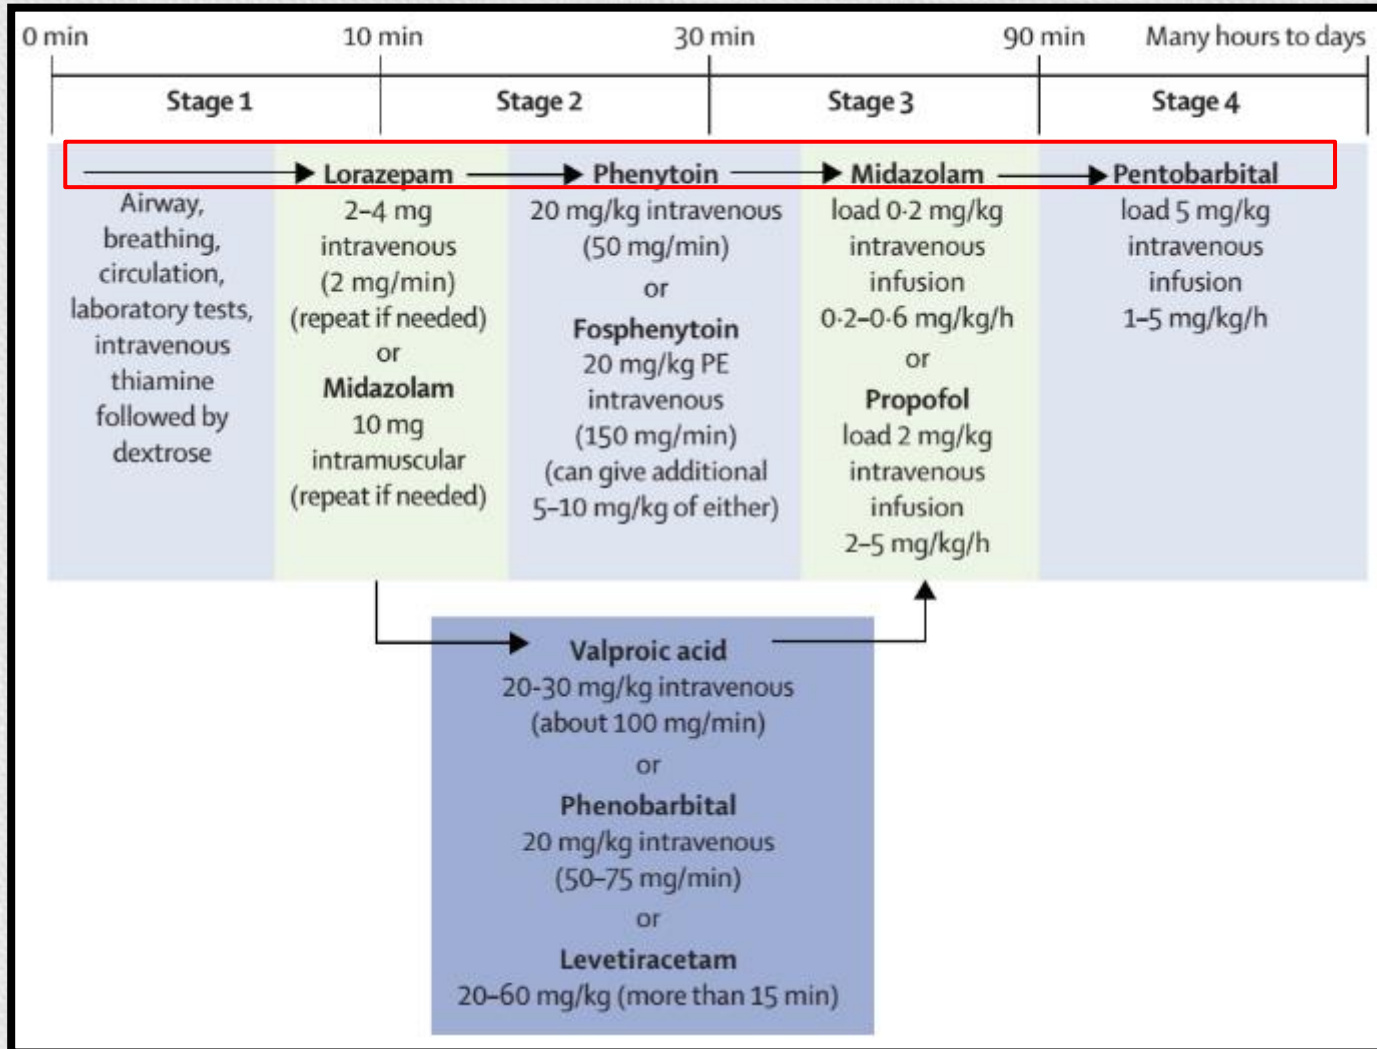 0 min 10 min 30 min 90 min Many hours to days
Stage 1 Stage 2 Stage 3 Stage 4
Airway,
breathing,
circulation,
laboratory tests,
intravenous
thiamine
followed by
dextrose
Lorazepam
2–4 mg
intravenous
(2 mg/min)
(repeat if needed)
or
Midazolam
10 mg
intramuscular
(repeat if needed)
Phenytoin
20 mg/kg intravenous
(50 mg/min)
or
Fosphenytoin
20 mg/kg PE
intravenous
(150 mg/min)
(can give additional
5–10 mg/kg of either)
Midazolam
load 0·2 mg/kg
intravenous
infusion
0·2–0·6 mg/kg/h
or
Propofol
load 2 mg/kg
intravenous
infusion
2–5 mg/kg/h
Pentobarbital
load 5 mg/kg
intravenous
infusion
1–5 mg/kg/h
Valproic acid
20-30 mg/kg intravenous
(about 100 mg/min)
or
Phenobarbital
20 mg/kg intravenous
(50–75 mg/min)
or
Levetiracetam
20–60 mg/kg (more than 15 min)